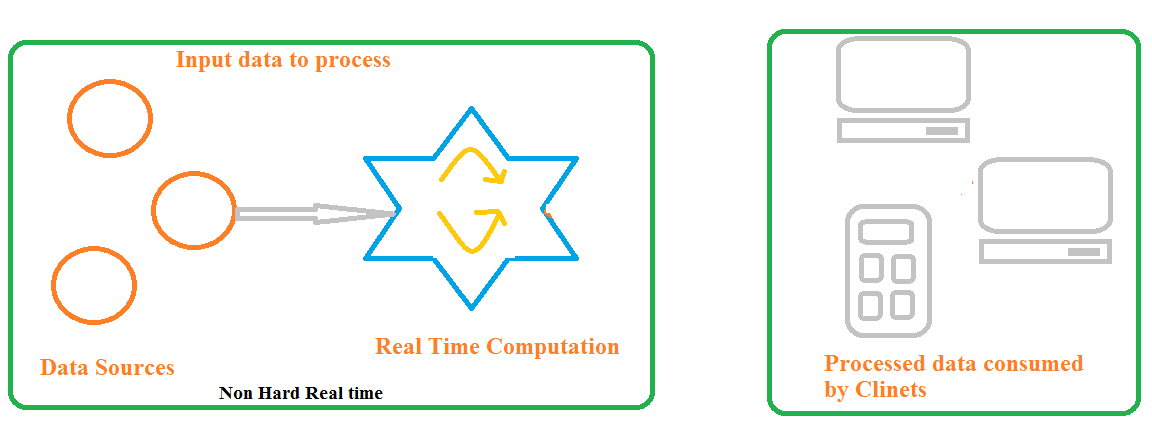 Input data to process
Real Time Computation
Data Sources
Non Hard Real time
Processed data consumed
by Clinets